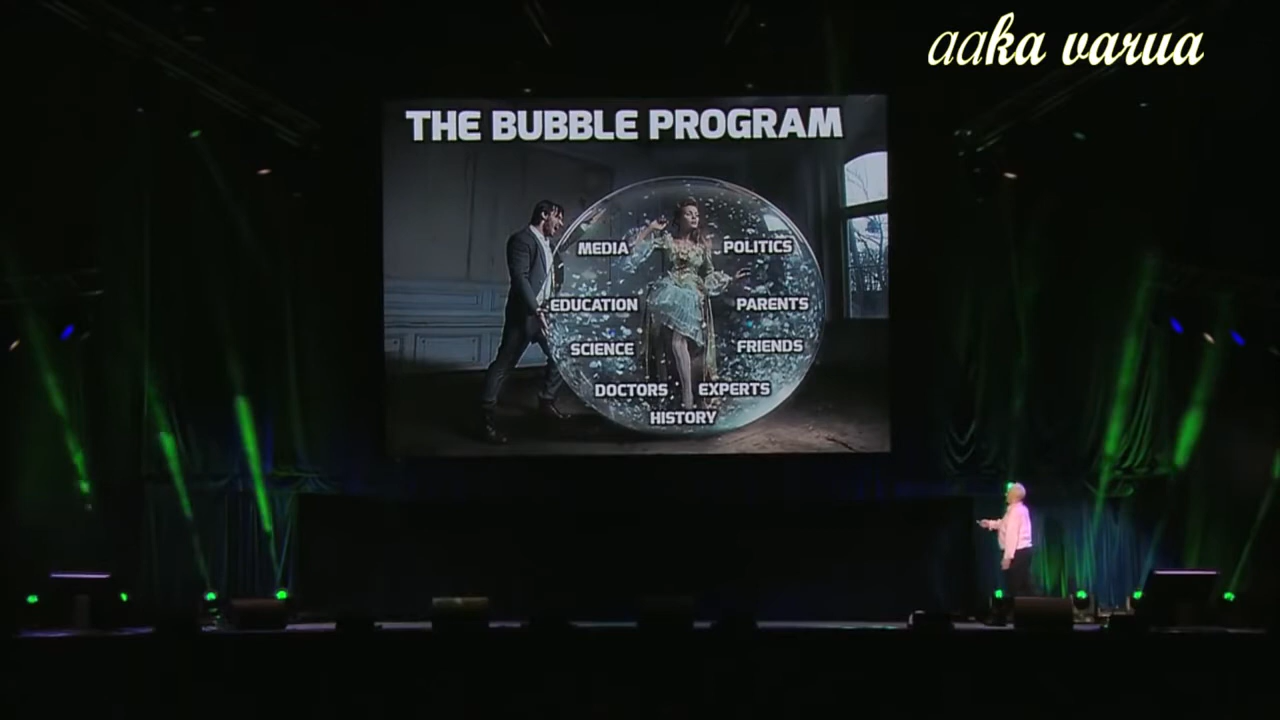 aaka varua
THE BUBBLE PROGRAM
MEDIA
POLITICS
EDUCATION
PARENTS
SCIENCE
FRIENDS
DOCTORS
EXPERTS
HISTORY